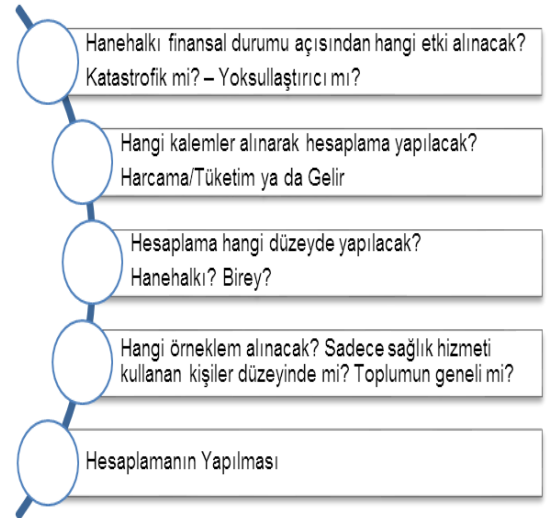 Hanehalkı finansal durumu açısından hangi etki alınacak?
Katastrofik mi? – Yoksullaştırıcı mı?
Hangi kalemler alınarak hesaplama yapılacak?
Harcama/Tüketim ya da Gelir
Hesaplama hangi düzeyde yapılacak?
Hanehalkı? Birey?
Hangi örneklem alınacak? Sadece sağlık hizmeti
kullanan kişiler düzeyinde mi? Toplumun geneli mi?
Hesaplamanın Yapılması